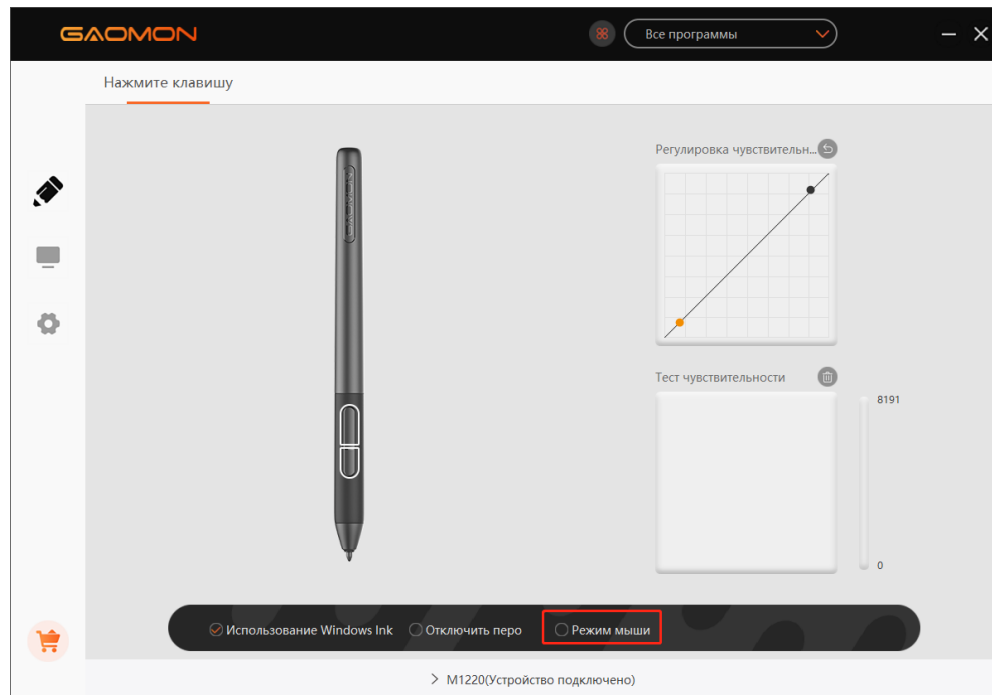 GAOMON
Все программы
Нажмите клавишу
Регулировка чувствительн...
GAOMON
Тест чувствительности
8191
0
Использование Windows Ink
Отключить перо
Режим мыши
M1220(Устройство подключено)